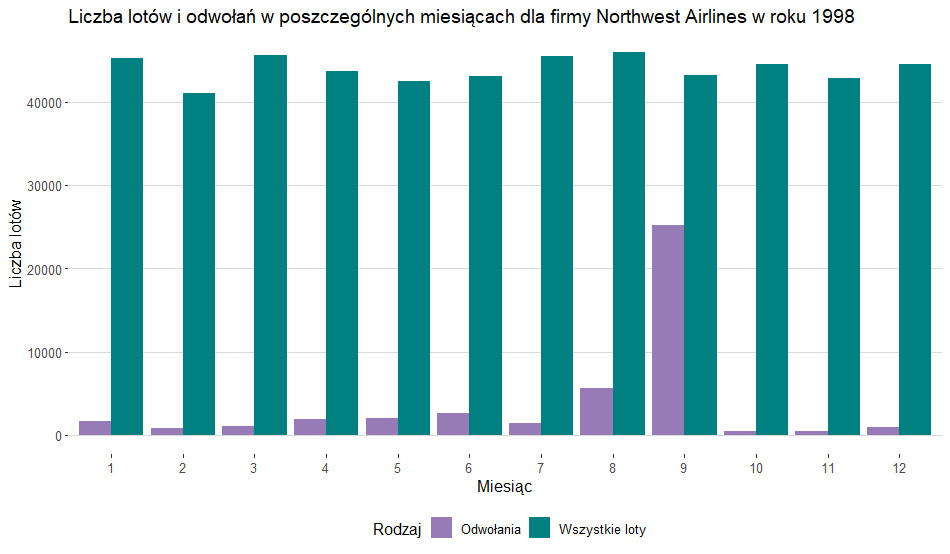 Liczba lotów i odwołań w poszczególnych miesiącach dla firmy Northwest Airlines w roku 1998
Liczba lotów
40000
30000
20000
10000
0
1 2 3 4 5 6 7 8 9 10 11 12
Miesiąc
Rodzaj Odwołania Wszystkie loty